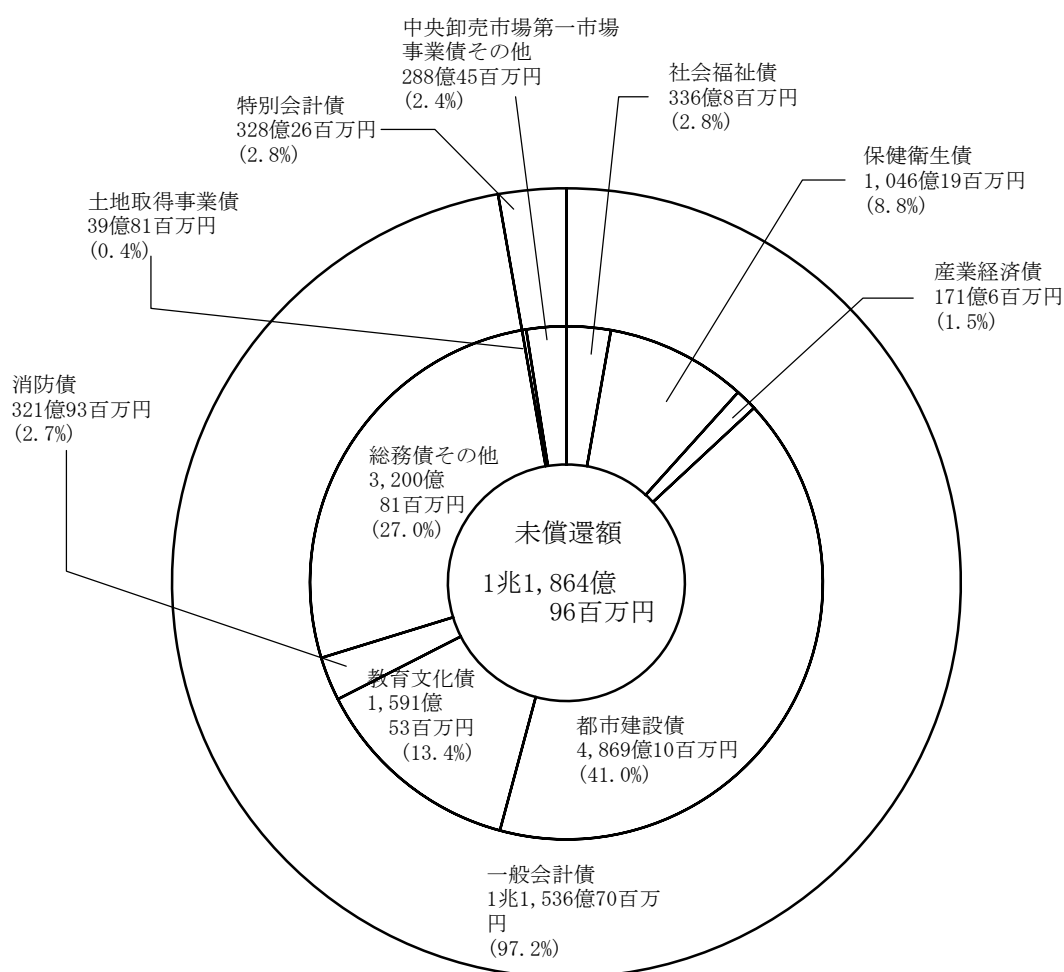 中央卸売市場第一市場
事業債その他
288億45百万円
(2.4%)
社会福祉債
336億8百万円
(2.8%)
特別会計債
328億26百万円
(2.8%)
保健衛生債
1,046億19百万円
(8.8%)
土地取得事業債
39億81百万円
(0.4%)
産業経済債
171億6百万円
(1.5%)
消防債
321億93百万円
(2.7%)
総務債その他
3,200億
81百万円
(27.0%)
未償還額
1兆1,864億
96百万円
教育文化債
1,591億
53百万円
(13.4%)
都市建設債
4,869億10百万円
(41.0%)
一般会計債
1兆1,536億70百万
円
(97.2%)